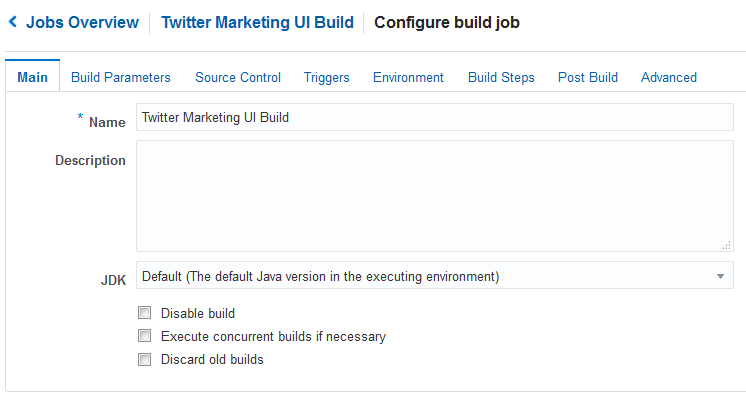 Jobs Overview Twitter Marketing UI Build Configure build job
Main Build Parameters Source Control Triggers Environment Build Steps Post Build Advanced
* Name Twitter Marketing UI Build
Description
JDK Default (The default Java version in the executing environment)
Disable build
Execute concurrent builds if necessary
Discard old builds